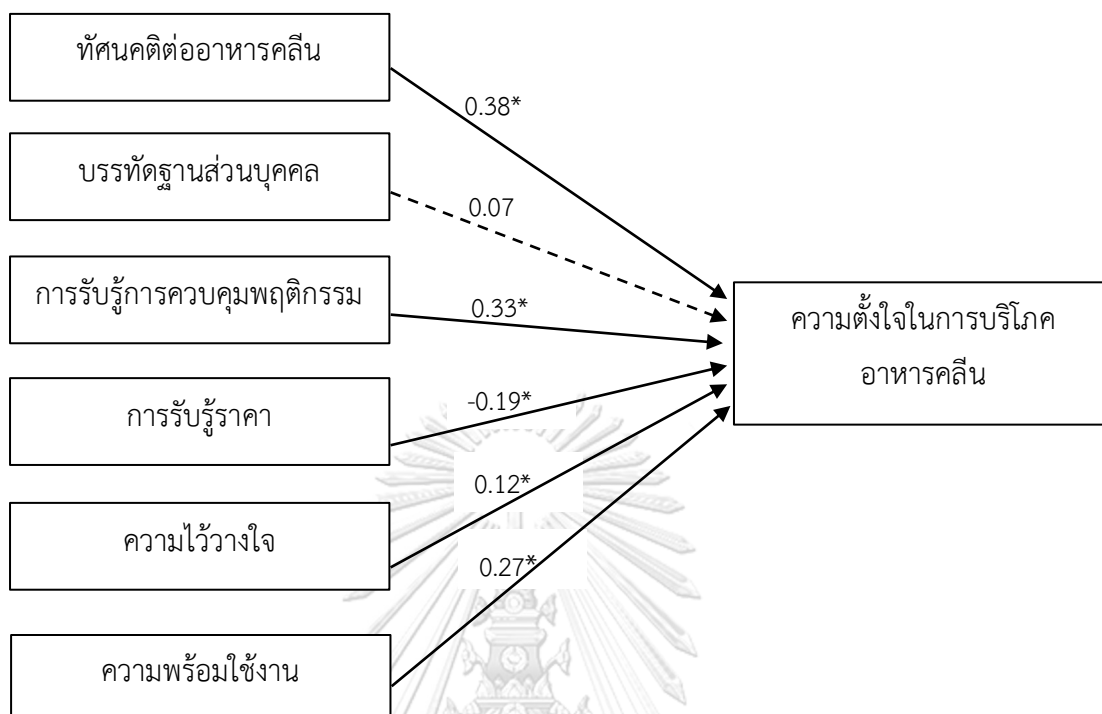 ทัศนคติต่ออาหารคลีน
0.38*
บรรทัดฐานส่วนบุคคล
0.07
การรับรู้การควบคุมพฤติกรรม
0.33*
ความตั้งใจในการบริโภค
อาหารคลีน
การรับรู้ราคา
-0.19*
0.12*
ความไว้วางใจ
0.27*
ความพร้อมใช้งาน